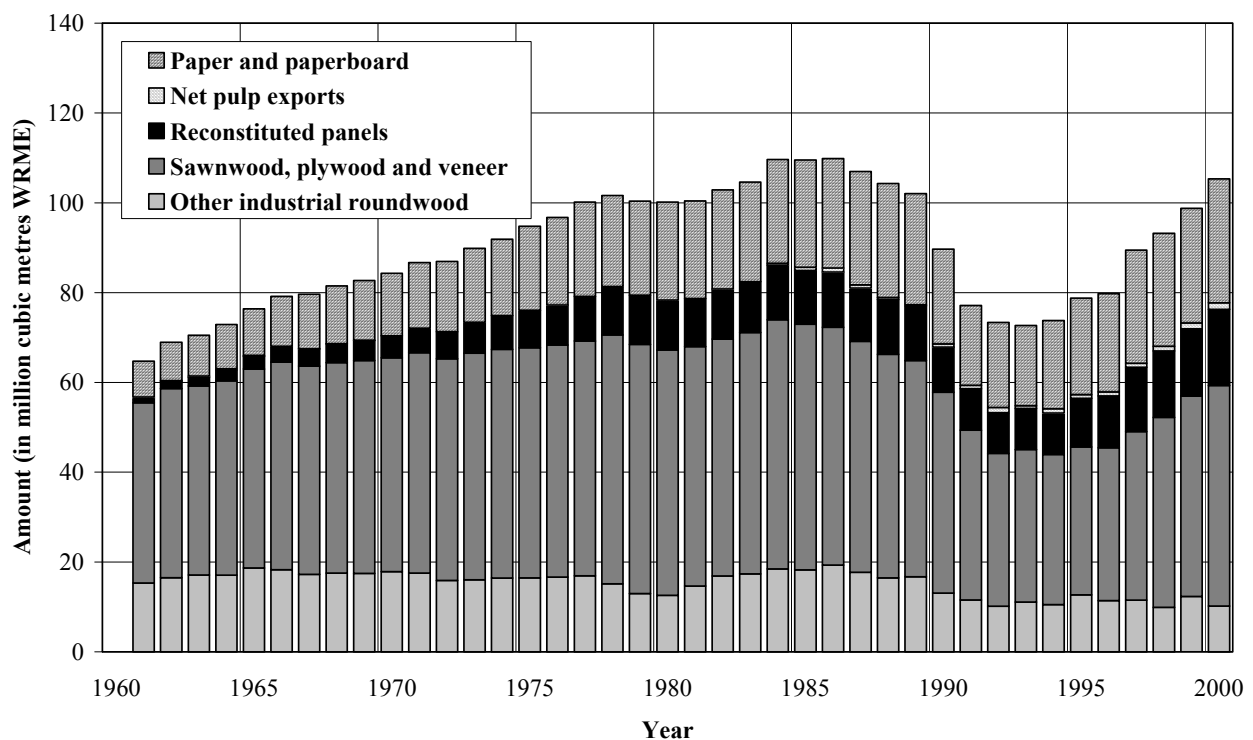 140
120
100
80
60
40
20
0
Amount (in million cubic metres WRME)
Paper and paperboard
Net pulp exports
Reconstituted panels
Sawnwood, plywood and veneer
Other industrial roundwood
1960 1965 1970 1975 1980 1985 1990 1995 2000
Year